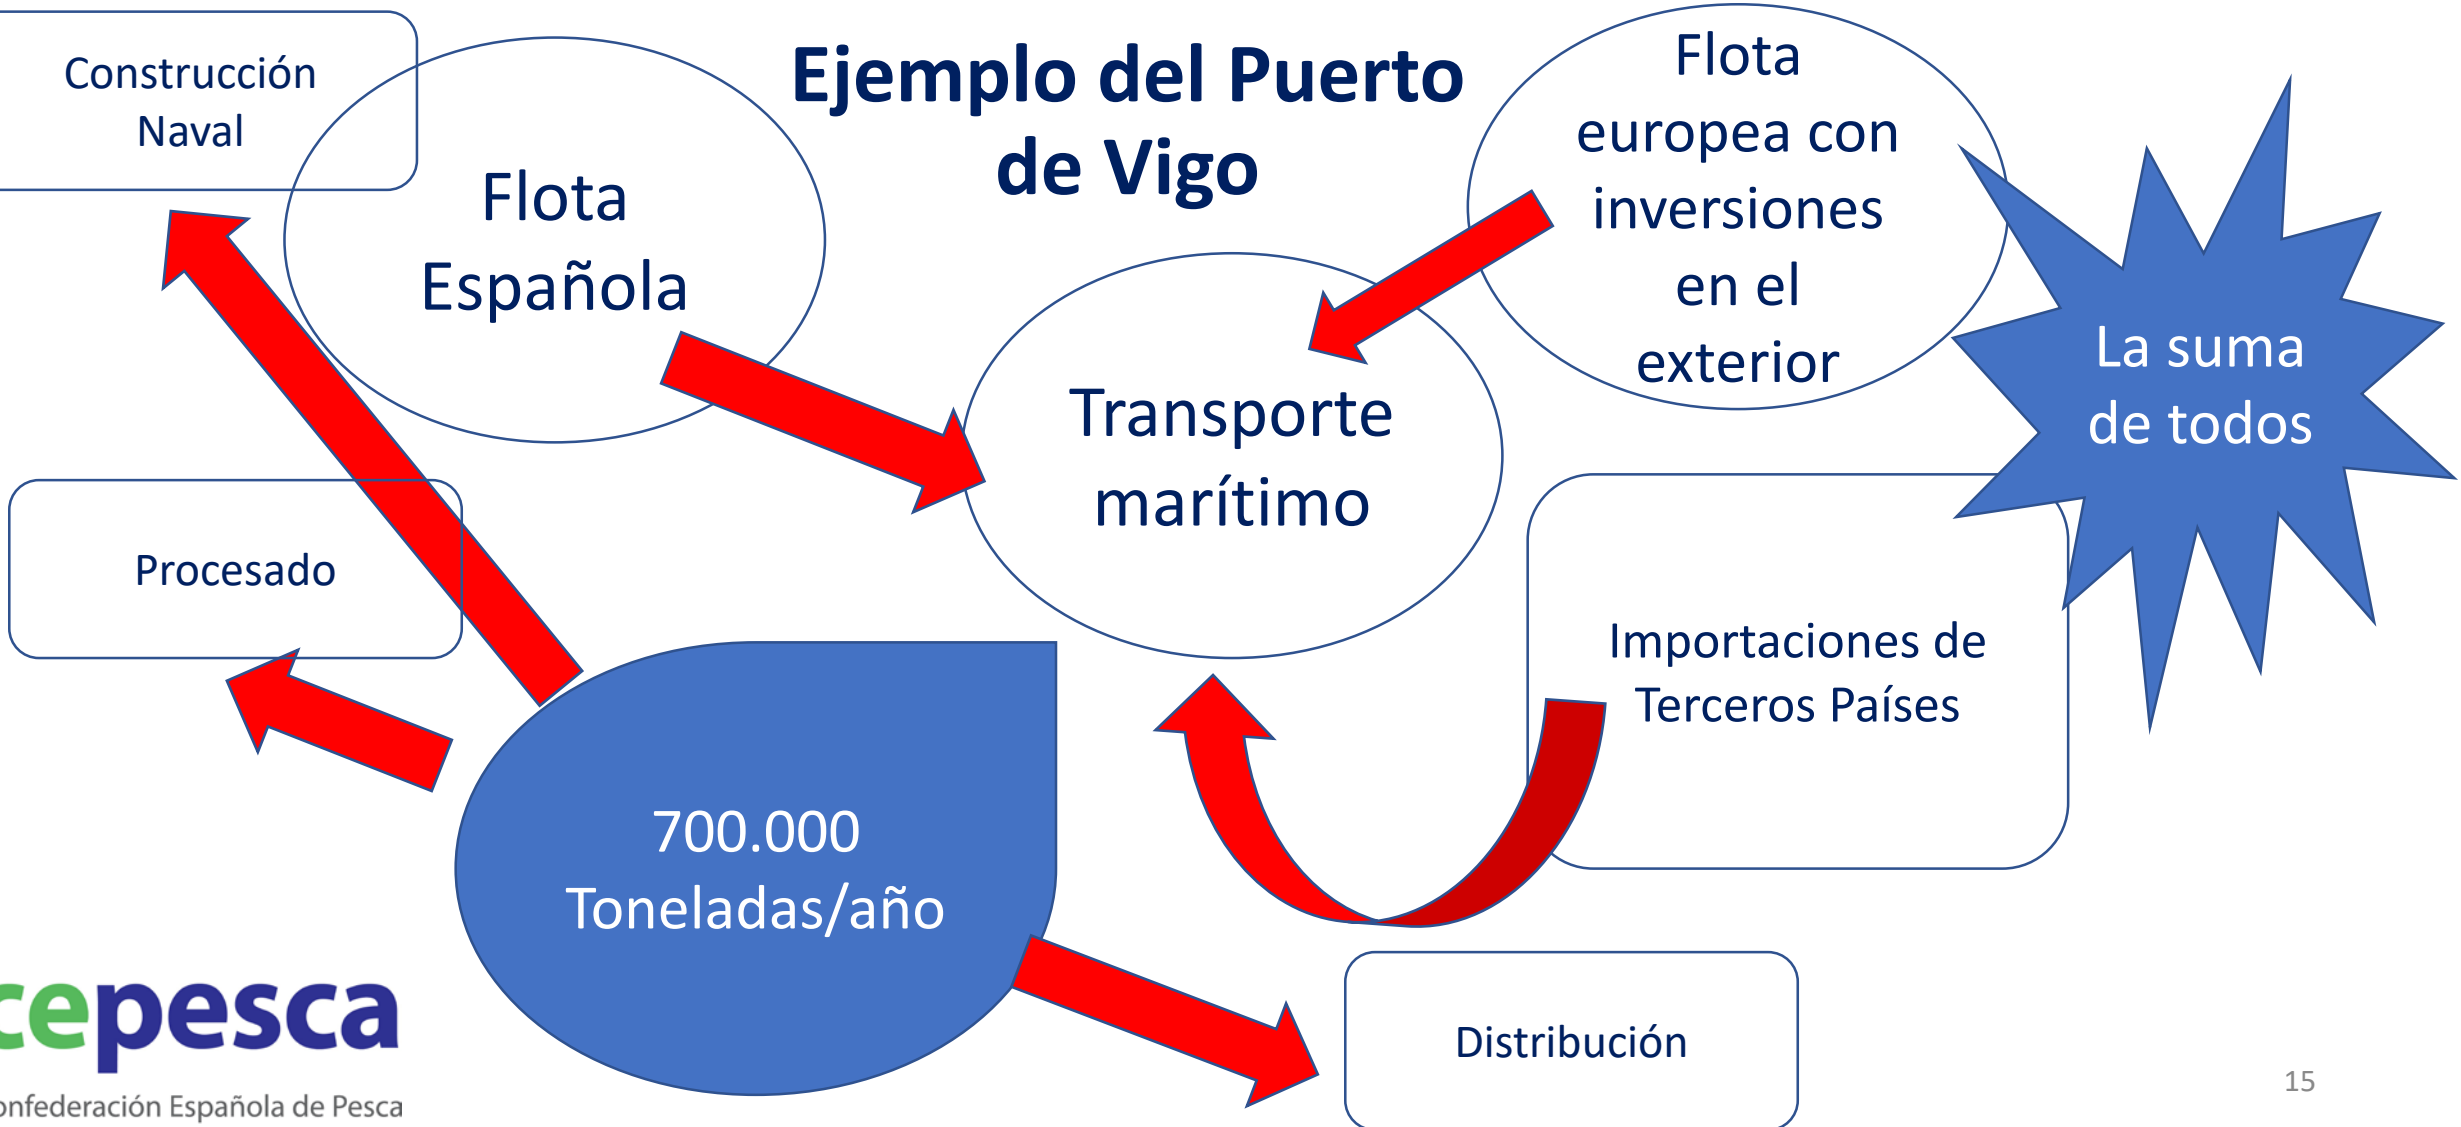 Ejemplo del Puerto
de Vigo
Construcción
Naval
Flota
Española
Flota
europea con
inversiones
en el
exterior
La suma
de todos
Transporte
marítimo
Procesado
Importaciones de
Terceros Países
700.000
Toneladas/año
Distribución
cepesca
onfederación Española de Pesca
15